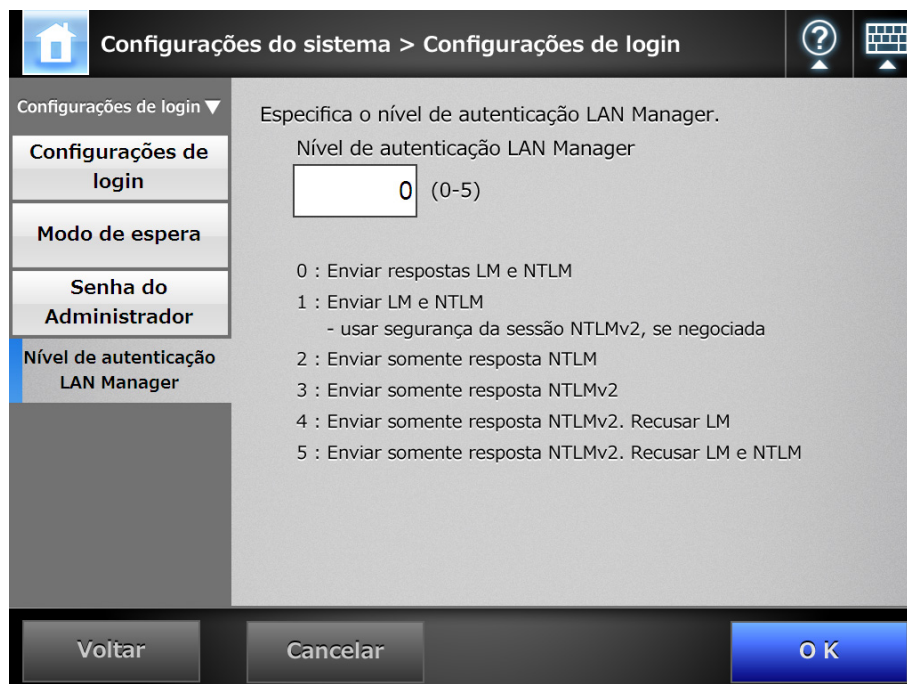 Configurações do sistema > Configurações de login
?
Configurações de login ▼
Configurações de
login
Modo de espera
Senha do
Administrador
Nível de autenticação
LAN Manager
Especifica o nível de autenticação LAN Manager.
Nível de autenticação LAN Manager
0 (0-5)
0 : Enviar respostas LM e NTLM
1 : Enviar LM e NTLM
- usar segurança da sessão NTLMv2, se negociada
2 : Enviar somente resposta NTLM
3 : Enviar somente resposta NTLMv2
4 : Enviar somente resposta NTLMv2. Recusar LM
5 : Enviar somente resposta NTLMv2. Recusar LM e NTLM
Voltar
Cancelar
O K